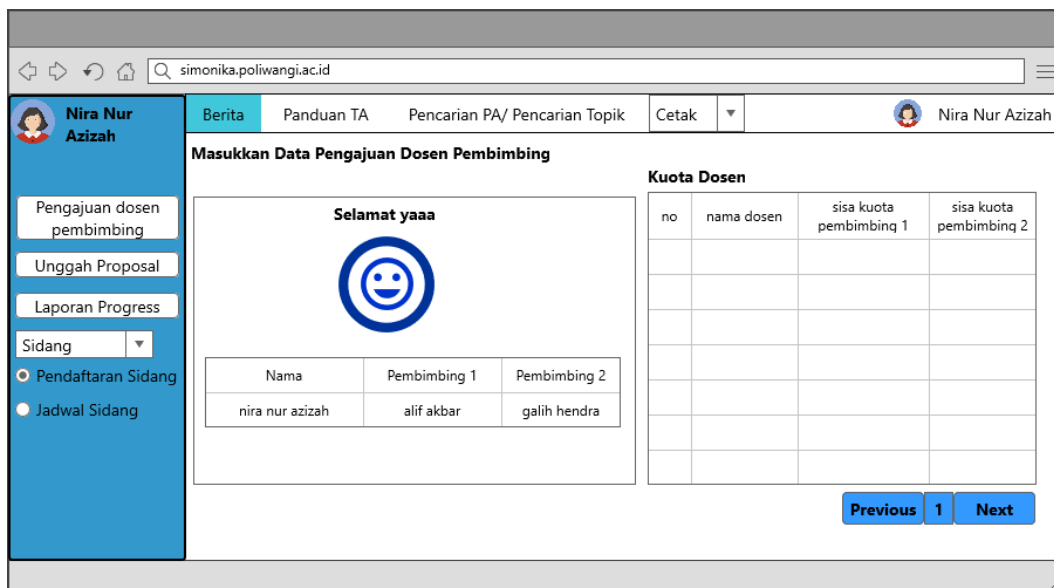 simonika.poliwangi.ac.id
Nira Nur
Azizah
Berita
Panduan TA
Pencarian PA/ Pencarian Topik
Cetak
Nira Nur Azizah
Pengajuan dosen
pembimbing
Unggah Proposal
Laporan Progress
Sidang
Pendaftaran Sidang
Jadwal Sidang
Masukkan Data Pengajuan Dosen Pembimbing
Selamat yaaa
Nama Pembimbing 1 Pembimbing 2
nira nur azizah alif akbar galih hendra
Kuota Dosen
no nama dosen sisa kuota pembimbing 1 sisa kuota pembimbing 2
Previous 1 Next